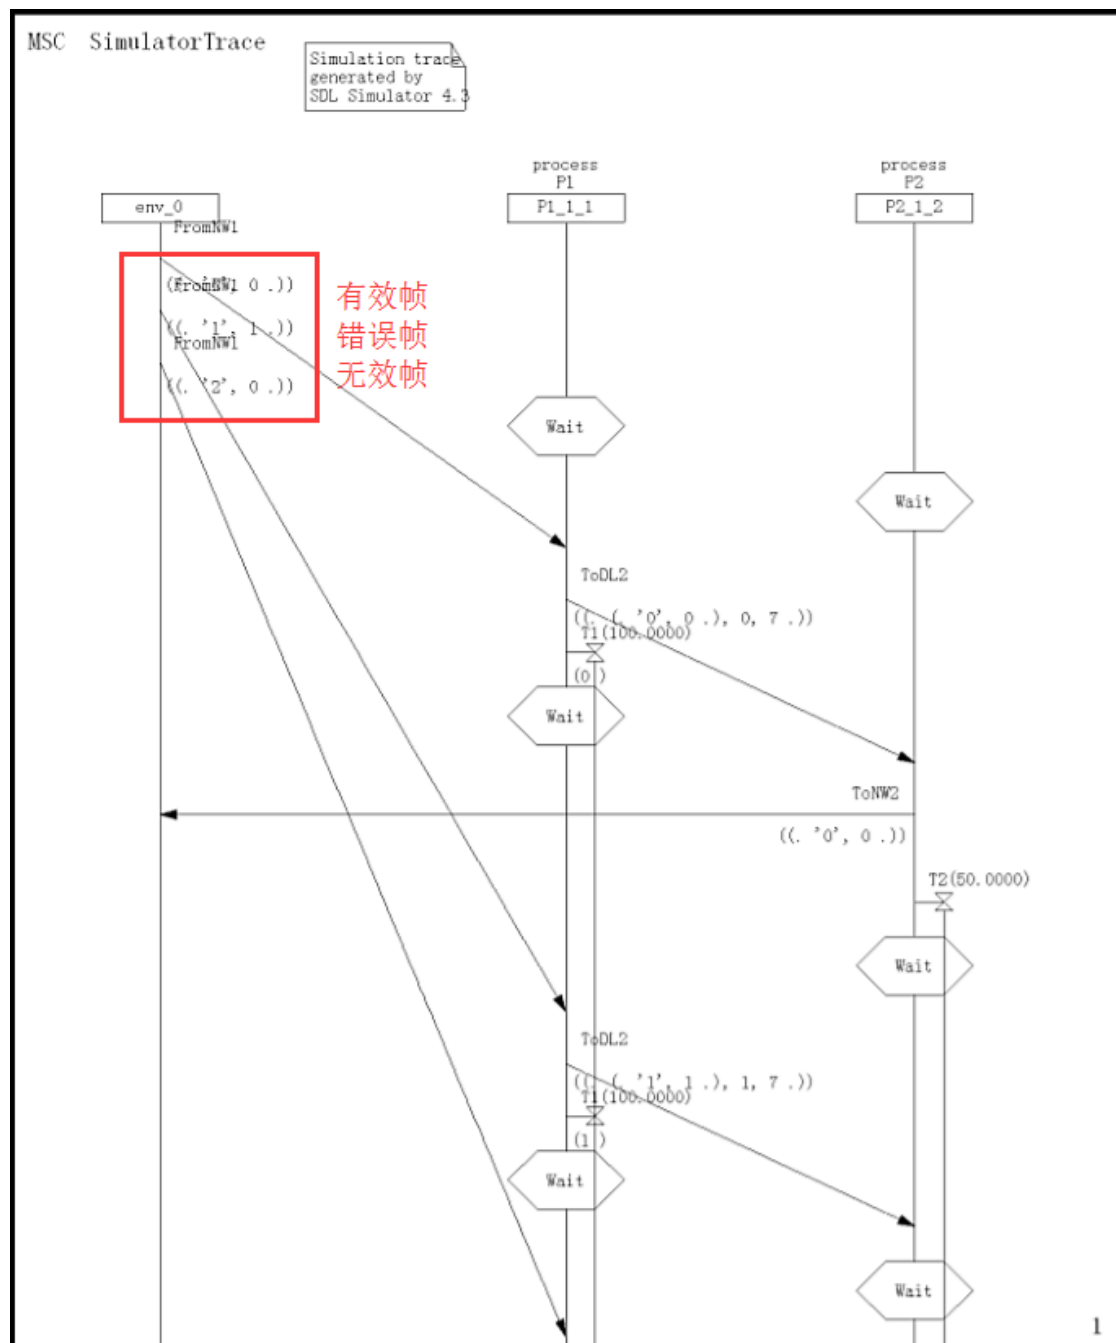 MSC SimulatorTrace
Simulation trace
generated by
SDL Simulator 4.3
process
P1
process
P2
env_0
P1_1_1
P2_1_2
FromNW1
FromNW1
有效帧
((. '1', 1 .))
错误帧
FromNW1
无效帧
((. '2', 0 .))
Wait
Wait
ToDL2
((. (. '0', 0 .), 0, 7 .))
T1(100.0000)
(0 )
Wait
ToNW2
((. '0', 0 .))
T2(50.0000)
Wait
ToDL2
((. (. '1', 1 .), 1, 7 .))
T1(100.0000)
(1 )
Wait
Wait
1